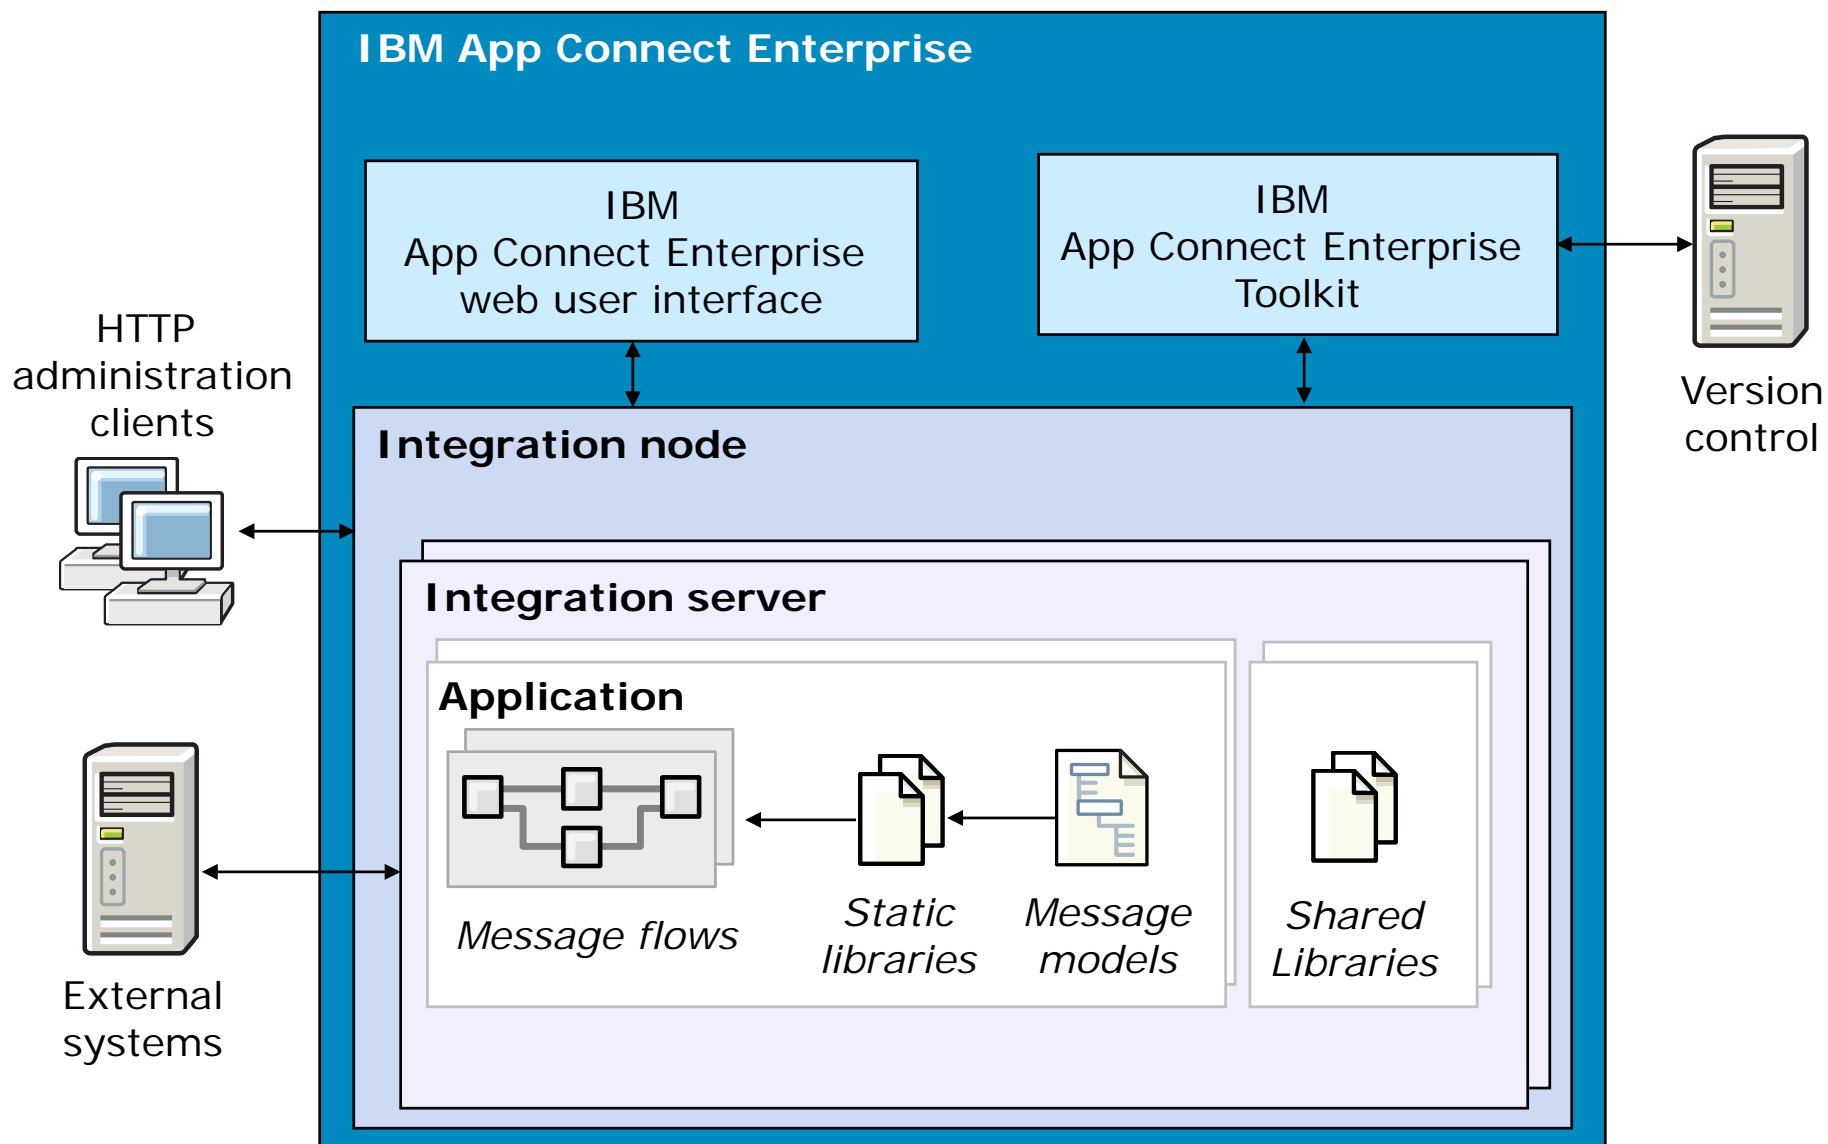 IBM App Connect Enterprise
IBM
App Connect Enterprise
web user interface
IBM
App Connect Enterprise
Toolkit
HTTP
administration
clients
Version
control
Integration node
Integration server
Application
Message flows
Static
libraries
Message
models
Shared
Libraries
External
systems